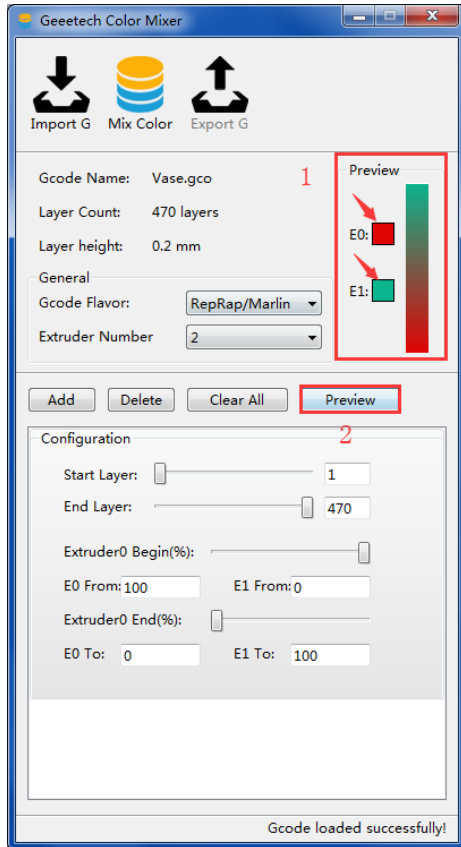 Geeetech Color Mixer
Import G Mix Color Export G
Gcode Name: Vase.gco
Layer Count: 470 layers
Layer height: 0.2 mm
1
Preview
E0:
E1:
General
Gcode Flavor: RepRap/Marlin
Extruder Number 2
Add Delete Clear All Preview
2
Configuration
Start Layer: 1
End Layer: 470
Extruder0 Begin(%):
E0 From: 100 E1 From: 0
Extruder0 End(%):
E0 To: 0 E1 To: 100
Gcode loaded successfully!